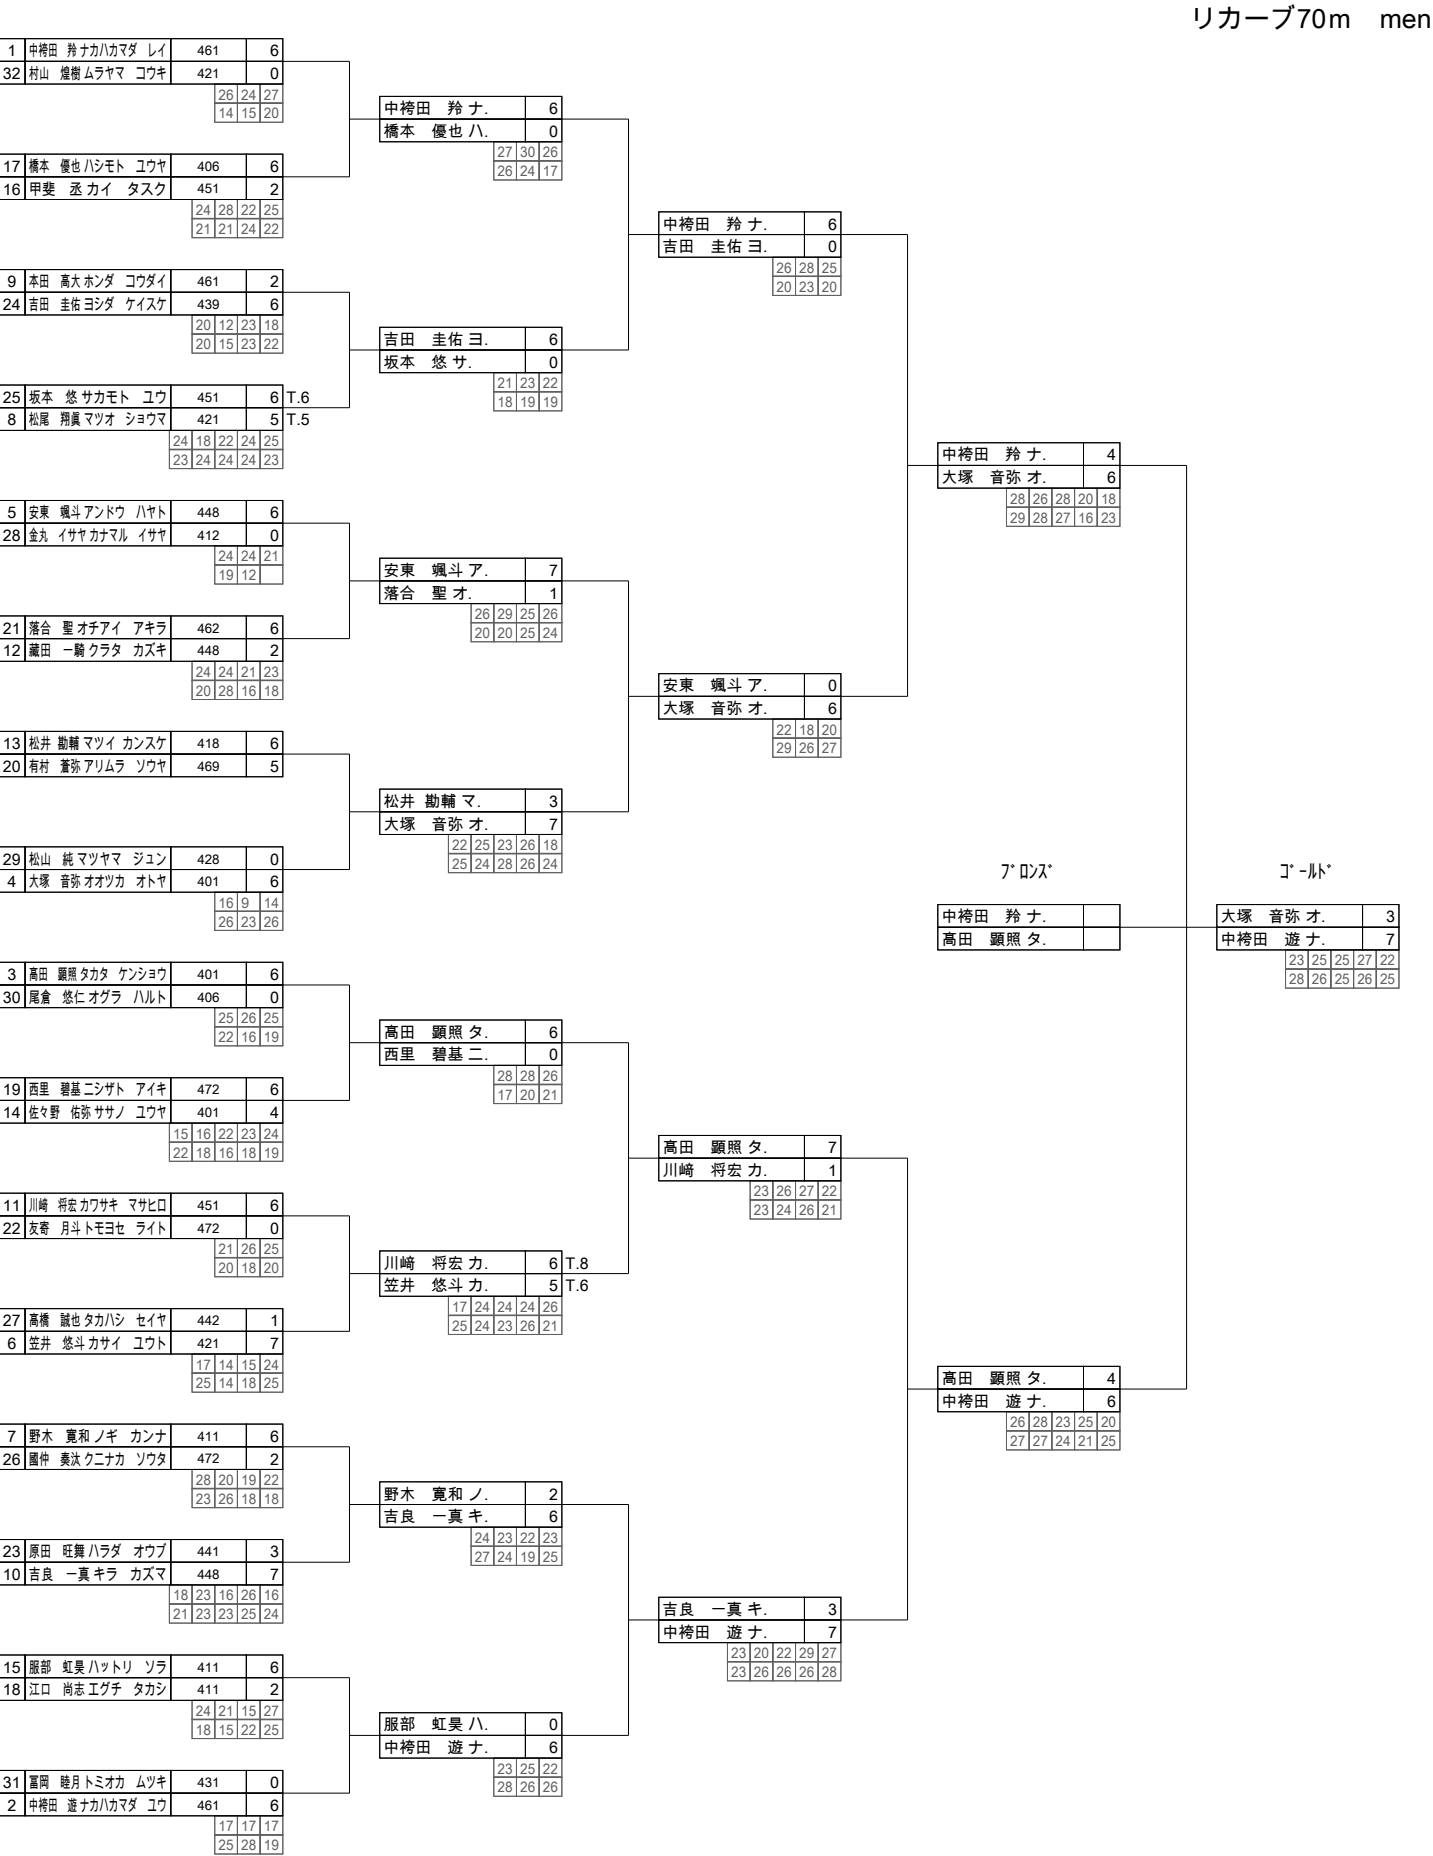 リカーブ70m　men
1 中袴田　羚 ナカハカマダ　レイ 461 6
32 村山　煌樹 ムラヤマ　コウキ 421 0
26 24 27
14 15 20
中袴田　羚 ナ. 6
橋本　優也 ハ. 0
27 30 26
26 24 17
17 橋本　優也 ハシモト　ユウヤ 406 6
16 甲斐　丞 カイ　タスク 451 2
24 28 22 25
21 21 24 22
中袴田　羚 ナ. 6
吉田　圭佑 ヨ. 0
26 28 25
20 23 20
9 本田　高大 ホンダ　コウダイ 461 2
24 吉田　圭佑 ヨシダ　ケイスケ 439 6
20 12 23 18
20 15 23 22
吉田　圭佑 ヨ. 6
坂本　悠 サ. 0
21 23 22
18 19 19
25 坂本　悠 サカモト　ユウ 451 6 T.6
8 松尾　翔眞 マツオ　ショウマ 421 5 T.5
24 18 22 24 25
23 24 24 24 23
中袴田　羚 ナ. 4
大塚　音弥 オ. 6
28 26 28 20 18
29 28 27 16 23
5 安東　颯斗 アンドウ　ハヤト 448 6
28 金丸　イサヤ カナマル　イサヤ 412 0
24 24 21
19 12
安東　颯斗 ア. 7
落合　聖 オ. 1
26 29 25 26
20 20 25 24
21 落合　聖 オチアイ　アキラ 462 6
12 藏田　一騎 クラタ　カズキ 448 2
24 24 21 23
20 28 16 18
安東　颯斗 ア. 0
大塚　音弥 オ. 6
22 18 20
29 26 27
13 松井 勘輔 マツイ カンスケ 418 6
20 有村　蒼弥 アリムラ　ソウヤ 469 5
松井 勘輔 マ. 3
大塚　音弥 オ. 7
22 25 23 26 18
25 24 28 26 24
29 松山　純 マツヤマ　ジュン 428 0
4 大塚　音弥 オオツカ　オトヤ 401 6
16 9 14
26 23 26
ﾌﾞﾛﾝｽﾞ
ｺﾞｰﾙﾄﾞ
中袴田　羚 ナ.
高田　顕照 タ.
大塚　音弥 オ. 3
中袴田　遊 ナ. 7
23 25 25 27 22
28 26 25 26 25
3 高田　顕照 タカタ　ケンショウ 401 6
30 尾倉　悠仁 オグラ　ハルト 406 0
25 26 25
22 16 19
高田　顕照 タ. 6
西里　碧基 ニ. 0
28 28 26
17 20 21
19 西里　碧基 ニシザト　アイキ 472 6
14 佐々野　佑弥 ササノ　ユウヤ 401 4
15 16 22 23 24
22 18 16 18 19
高田　顕照 タ. 7
川﨑　将宏 カ. 1
23 26 27 22
23 24 26 21
11 川﨑　将宏 カワサキ　マサヒロ 451 6
22 友寄　月斗 トモヨセ　ライト 472 0
21 26 25
20 18 20
川﨑　将宏 カ. 6 T.8
笠井　悠斗 カ. 5 T.6
17 24 24 24 26
25 24 23 26 21
27 高橋　誠也 タカハシ　セイヤ 442 1
6 笠井　悠斗 カサイ　ユウト 421 7
17 14 15 24
25 14 18 25
高田　顕照 タ. 4
中袴田　遊 ナ. 6
26 28 23 25 20
27 27 24 21 25
7 野木　寛和 ノギ　カンナ 411 6
26 國仲　奏汰 クニナカ　ソウタ 472 2
28 20 19 22
23 26 18 18
野木　寛和 ノ. 2
吉良　一真 キ. 6
24 23 22 23
27 24 19 25
23 原田　旺舞 ハラダ　オウブ 441 3
10 吉良　一真 キラ　カズマ 448 7
18 23 16 26 16
21 23 23 25 24
吉良　一真 キ. 3
中袴田　遊 ナ. 7
23 20 22 29 27
23 26 26 26 28
15 服部　虹昊 ハットリ　ソラ 411 6
18 江口　尚志 エグチ　タカシ 411 2
24 21 15 27
18 15 22 25
服部　虹昊 ハ. 0
中袴田　遊 ナ. 6
23 25 22
28 26 26
31 冨岡　睦月 トミオカ　ムツキ 431 0
2 中袴田　遊 ナカハカマダ　ユウ 461 6
17 17 17
25 28 19